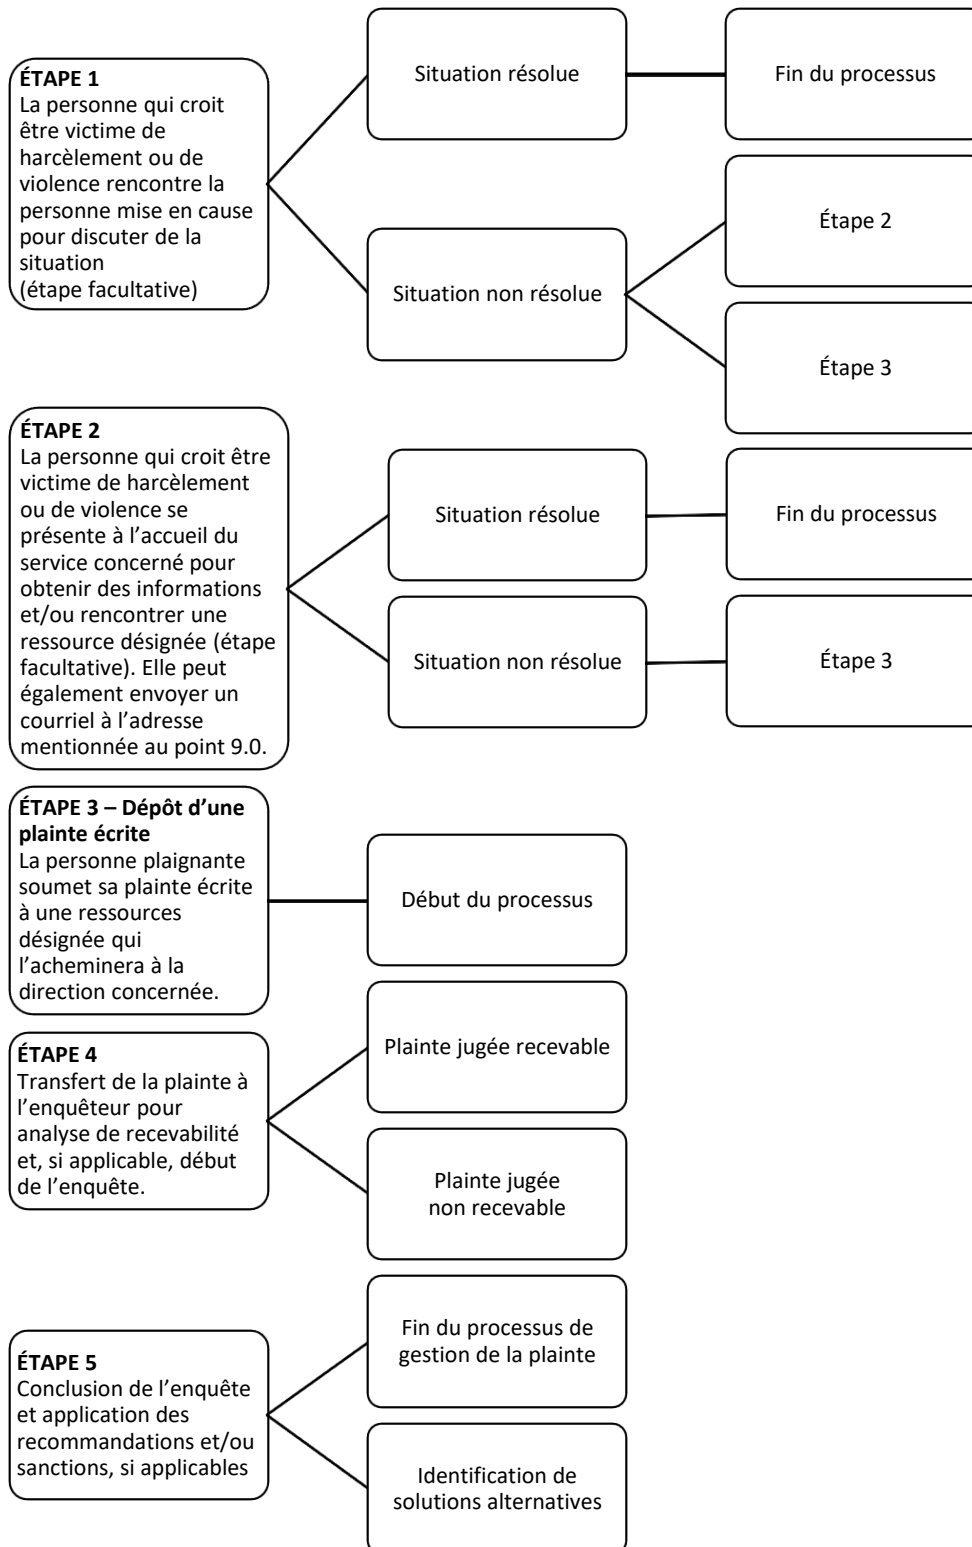 ÉTAPE 1
La personne qui croit
être victime de
harcèlement ou de
violence rencontre la
personne mise en cause
pour discuter de la
situation
(étape facultative)
Situation résolue
Fin du processus
Situation non résolue
Étape 2
Étape 3
ÉTAPE 2
La personne qui croit être
victime de harcèlement
ou de violence se
présente à l’accueil du
service concerné pour
obtenir des informations
et/ou rencontrer une
ressource désignée (étape
facultative). Elle peut
également envoyer un
courriel à l’adresse
mentionnée au point 9.0.
Situation résolue
Fin du processus
Situation non résolue
Étape 3
ÉTAPE 3 – Dépôt d’une
plainte écrite
La personne plaignante
soumet sa plainte écrite
à une ressources
désignée qui
l’acheminera à la
direction concernée.
Début du processus
ÉTAPE 4
Transfert de la plainte à
l’enquêteur pour
analyse de recevabilité
et, si applicable, début
de l’enquête.
Plainte jugée recevable
Plainte jugée
non recevable
ÉTAPE 5
Conclusion de l’enquête
et application des
recommandations et/ou
sanctions, si applicables
Fin du processus de
gestion de la plainte
Identification de
solutions alternatives